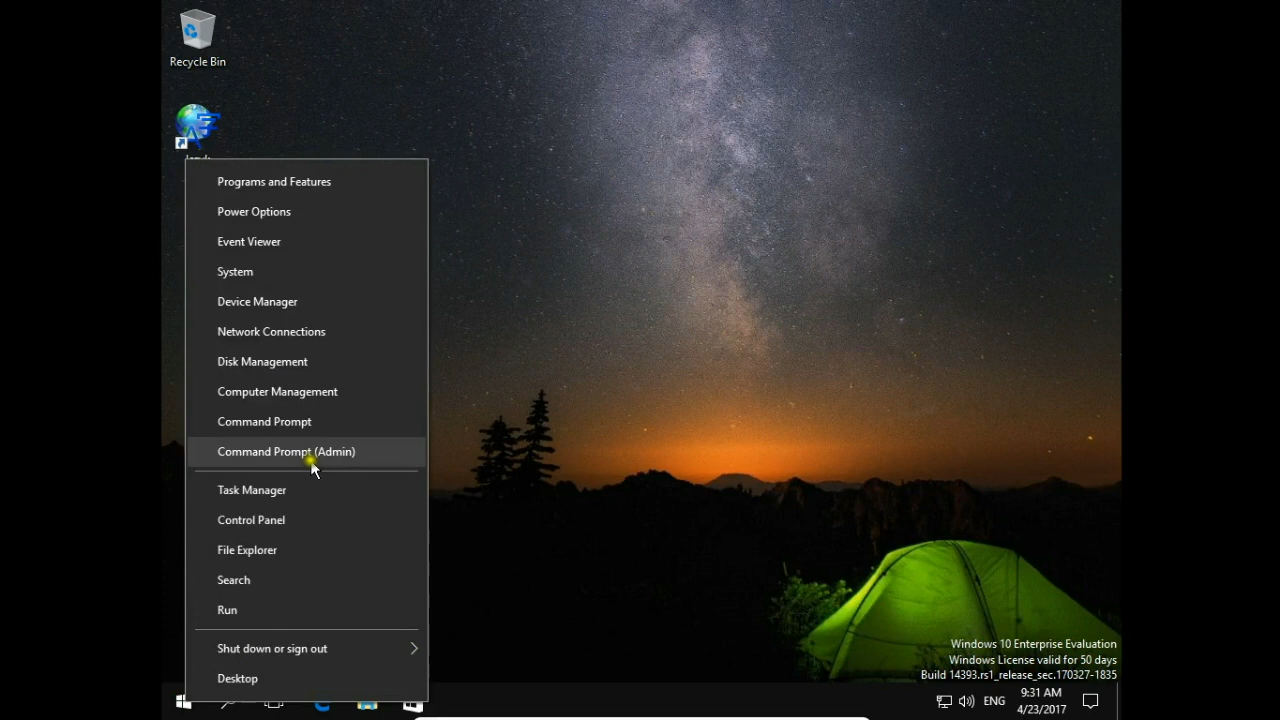 Recycle Bin
Programs and Features
Power Options
Event Viewer
System
Device Manager
Network Connections
Disk Management
Computer Management
Command Prompt
Command Prompt (Admin)
Task Manager
Control Panel
File Explorer
Search
Run
Shut down or sign out
Desktop
Windows 10 Enterprise Evaluation
Windows License valid for 50 days
Build 14393.rs1_release_sec.170327-1835
ENG
9:31 AM
4/23/2017